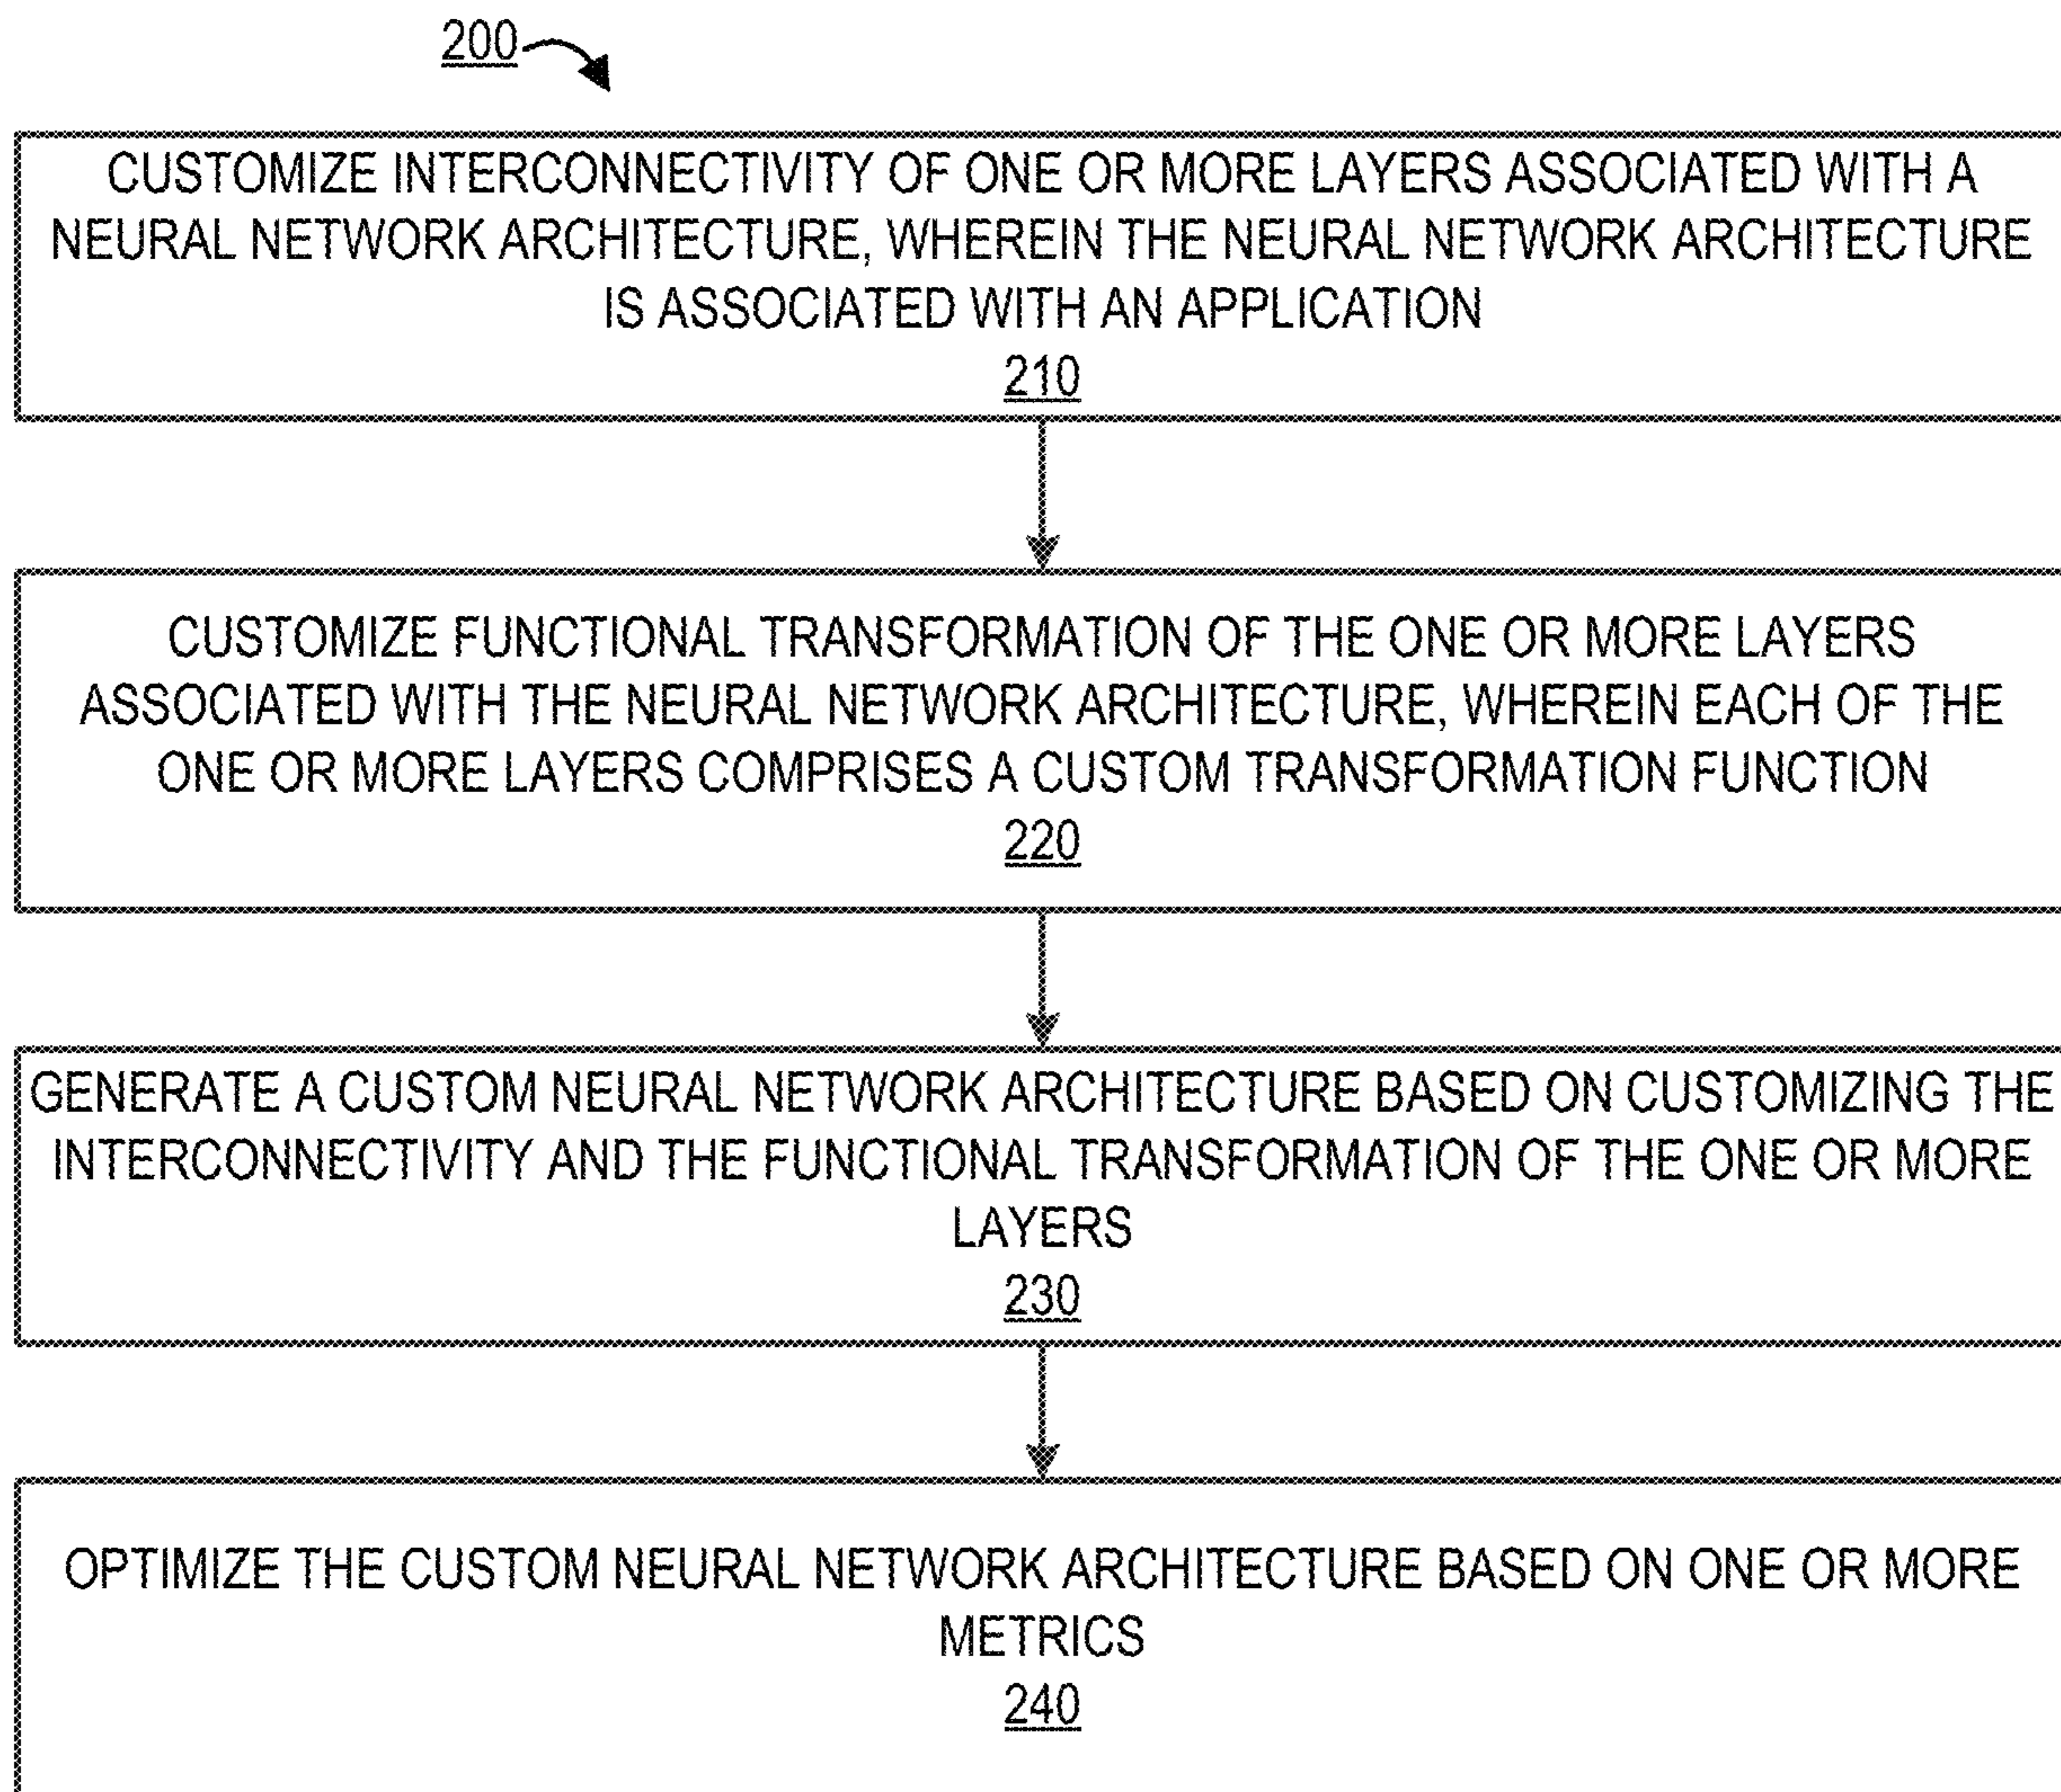 200
CUSTOMIZE INTERCONNECTIVITY OF ONE OR MORE LAYERS ASSOCIATED WITH A
NEURAL NETWORK ARCHITECTURE, WHEREIN THE NEURAL NETWORK ARCHITECTURE
IS ASSOCIATED WITH AN APPLICATION
210
CUSTOMIZE FUNCTIONAL TRANSFORMATION OF THE ONE OR MORE LAYERS
ASSOCIATED WITH THE NEURAL NETWORK ARCHITECTURE, WHEREIN EACH OF THE
ONE OR MORE LAYERS COMPRISES A CUSTOM TRANSFORMATION FUNCTION
220
GENERATE A CUSTOM NEURAL NETWORK ARCHITECTURE BASED ON CUSTOMIZING THE
INTERCONNECTIVITY AND THE FUNCTIONAL TRANSFORMATION OF THE ONE OR MORE
LAYERS
230
OPTIMIZE THE CUSTOM NEURAL NETWORK ARCHITECTURE BASED ON ONE OR MORE
METRICS
240